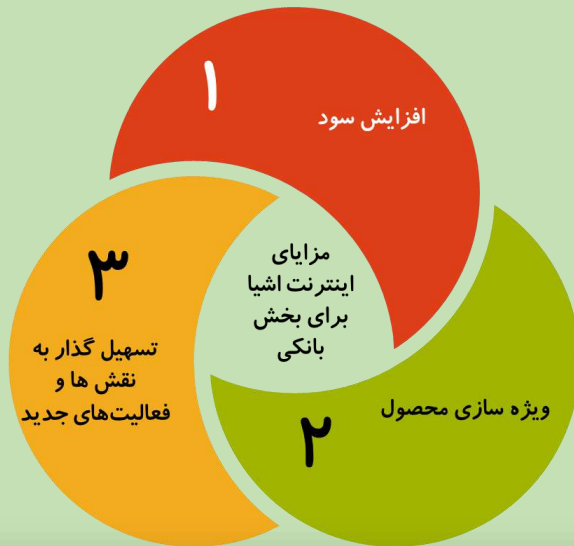 ۱
افزایش سود
مزایای
اینترنت اشیا
برای بخش
بانکی
۲
ویژه سازی محصول
۳
تسهیل گذار به
نقش ها و
فعالیت‌های جدید